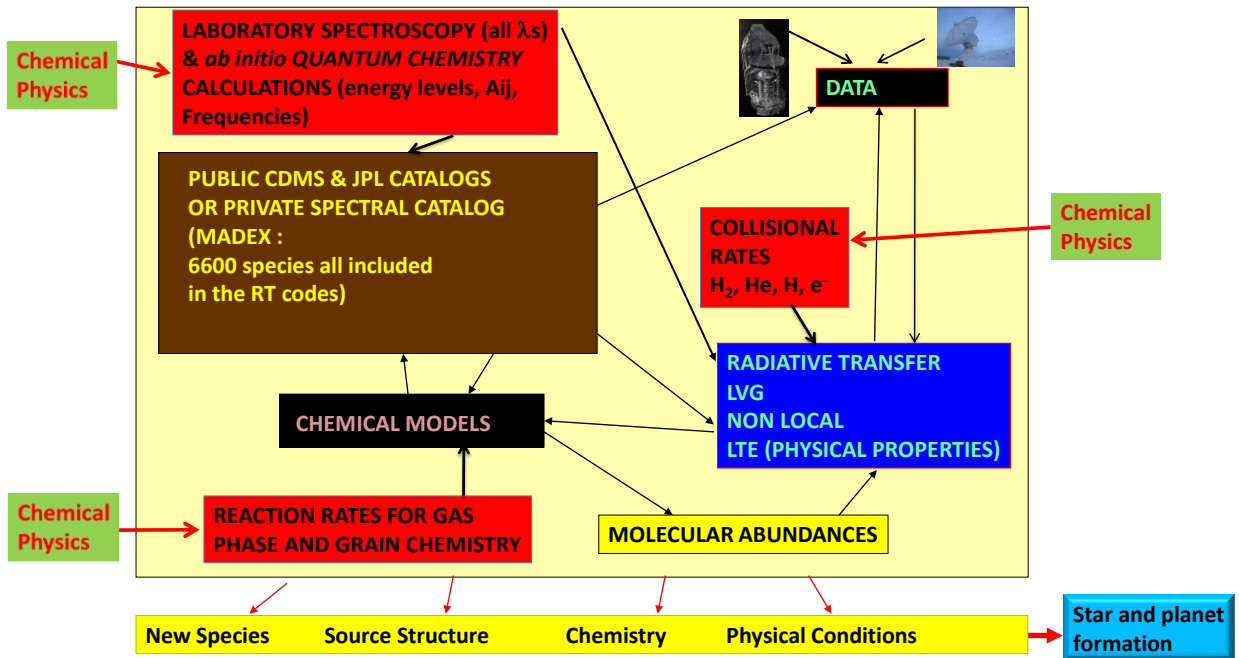 Chemical
Physics
LABORATORY SPECTROSCOPY (all λs)
& ab initio QUANTUM CHEMISTRY
CALCULATIONS (energy levels, Aij,
Frequencies)
DATA
PUBLIC CDMS & JPL CATALOGS
OR PRIVATE SPECTRAL CATALOG
(MADEX :
6600 species all included
in the RT codes)
COLLISIONAL
RATES
H₂, He, H, e⁻
Chemical
Physics
RADIATIVE TRANSFER
LVG
NON LOCAL
LTE (PHYSICAL PROPERTIES)
CHEMICAL MODELS
Chemical
Physics
REACTION RATES FOR GAS
PHASE AND GRAIN CHEMISTRY
MOLECULAR ABUNDANCES
New Species Source Structure Chemistry Physical Conditions
Star and planet
formation